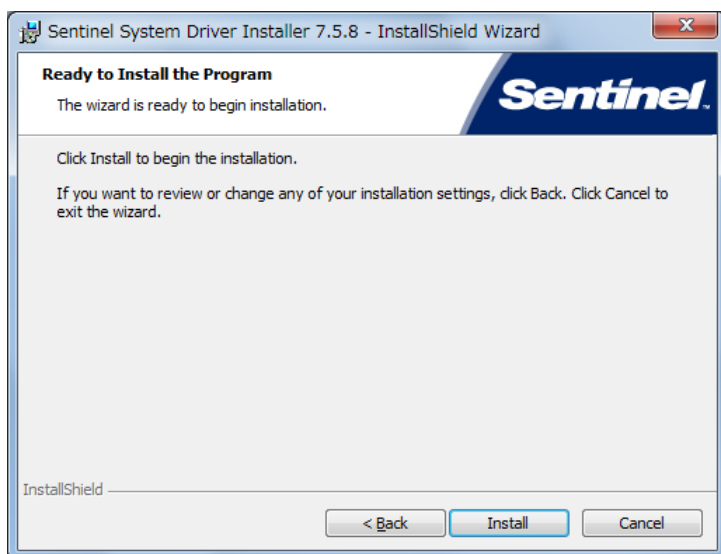 Sentinel System Driver Installer 7.5.8 - InstallShield Wizard
Ready to Install the Program
The wizard is ready to begin installation.
Sentinel.
Click Install to begin the installation.
If you want to review or change any of your installation settings, click Back. Click Cancel to
exit the wizard.
InstallShield
< Back
Install
Cancel